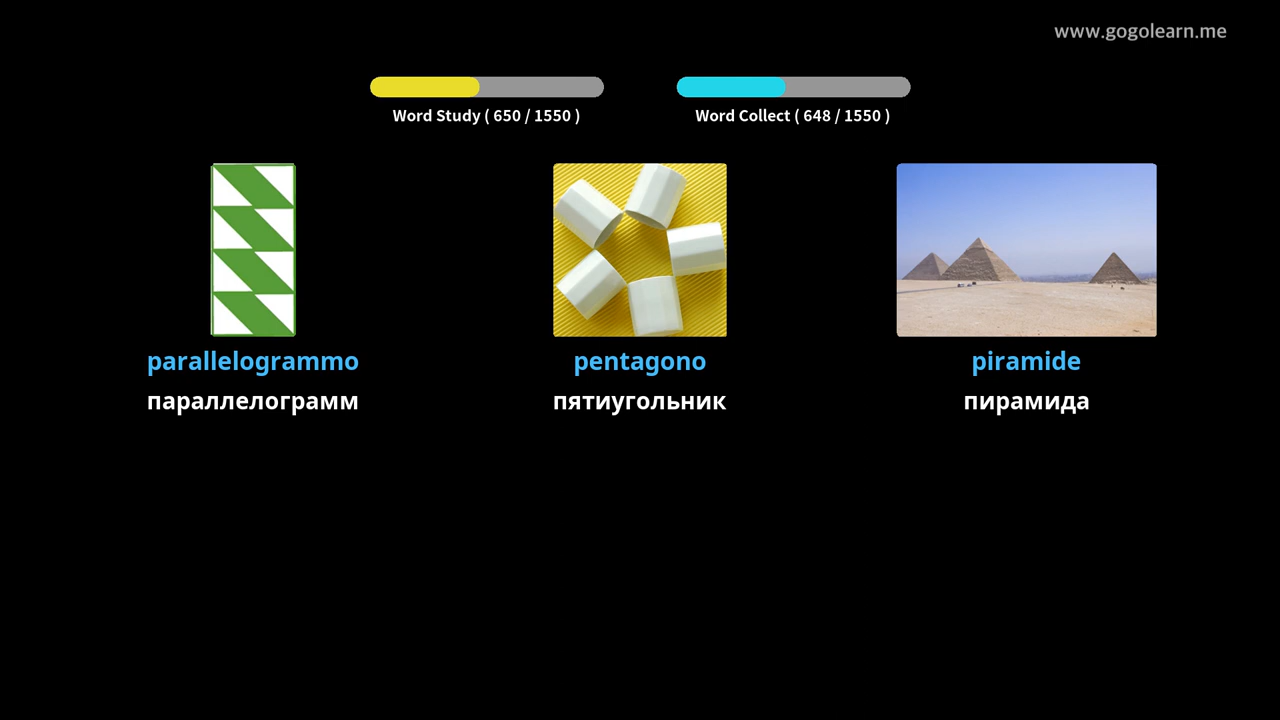 www.gogolearn.me
Word Study ( 650 / 1550 )
Word Collect ( 648 / 1550 )
parallelogrammo
pentagono
piramide
параллелограмм
пятиугольник
пирамида